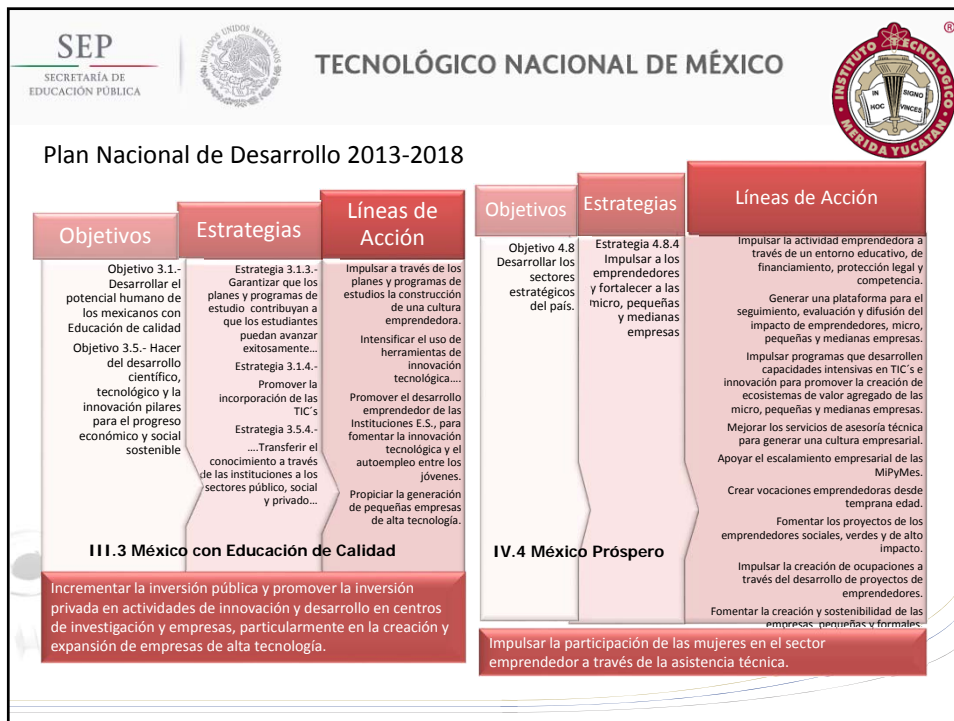 SEP
SECRETARÍA DE
EDUCACIÓN PÚBLICA
ESTADOS UNIDOS MEXICANOS
TECNOLÓGICO NACIONAL DE MÉXICO
®
INSTITUTO TECNOLOGICO
IN
HOC
SIGNO
VINCES
MERIDA YUCATAN
Plan Nacional de Desarrollo 2013-2018
Objetivos
Estrategias
Líneas de
Acción
Objetivo 3.1.-
Desarrollar el
potencial humano de
los mexicanos con
Educación de calidad
Objetivo 3.5.- Hacer
del desarrollo
científico,
tecnológico y la
innovación pilares
para el progreso
económico y social
sostenible
Estrategia 3.1.3.-
Garantizar que los
planes y programas de
estudio contribuyan a
que los estudiantes
puedan avanzar
exitosamente…
Estrategia 3.1.4.-
Promover la
incorporación de las
TIC´s
Estrategia 3.5.4.-
….Transferir el
conocimiento a través
de las instituciones a los
sectores público, social
y privado…
Impulsar a través de los
planes y programas de
estudios la construcción
de una cultura
emprendedora.
Intensificar el uso de
herramientas de
innovación
tecnológica….
Promover el desarrollo
emprendedor de las
Instituciones E.S., para
fomentar la innovación
tecnológica y el
autoempleo entre los
jóvenes.
Propiciar la generación
de pequeñas empresas
de alta tecnología.
III.3 México con Educación de Calidad
Incrementar la inversión pública y promover la inversión
privada en actividades de innovación y desarrollo en centros
de investigación y empresas, particularmente en la creación y
expansión de empresas de alta tecnología.
Objetivos
Estrategias
Líneas de Acción
Objetivo 4.8
Desarrollar los
sectores
estratégicos
del país.
Estrategia 4.8.4
Impulsar a los
emprendedores
y fortalecer a las
micro, pequeñas
y medianas
empresas
Impulsar la actividad emprendedora a
través de un entorno educativo, de
financiamiento, protección legal y
competencia.
Generar una plataforma para el
seguimiento, evaluación y difusión del
impacto de emprendedores, micro,
pequeñas y medianas empresas.
Impulsar programas que desarrollen
capacidades intensivas en TIC´s e
innovación para promover la creación de
ecosistemas de valor agregado de las
micro, pequeñas y medianas empresas.
Mejorar los servicios de asesoría técnica
para generar una cultura empresarial.
Apoyar el escalamiento empresarial de las
MiPyMes.
Crear vocaciones emprendedoras desde
temprana edad.
Fomentar los proyectos de los
emprendedores sociales, verdes y de alto
impacto.
Impulsar la creación de ocupaciones a
través del desarrollo de proyectos de
emprendedores.
Fomentar la creación y sostenibilidad de las
empresas, pequeñas y formales.
IV.4 México Próspero
Impulsar la participación de las mujeres en el sector
emprendedor a través de la asistencia técnica.